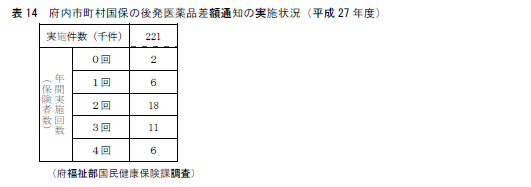 表 14 府内市町村国保の後発医薬品差額通知の実施状況（平成 27 年度）
実施件数（千件） 221
年間実施回数
（保険者数）
0 回 2
1 回 6
2 回 18
3 回 11
4 回 6
（府福祉部国民健康保険課調査）